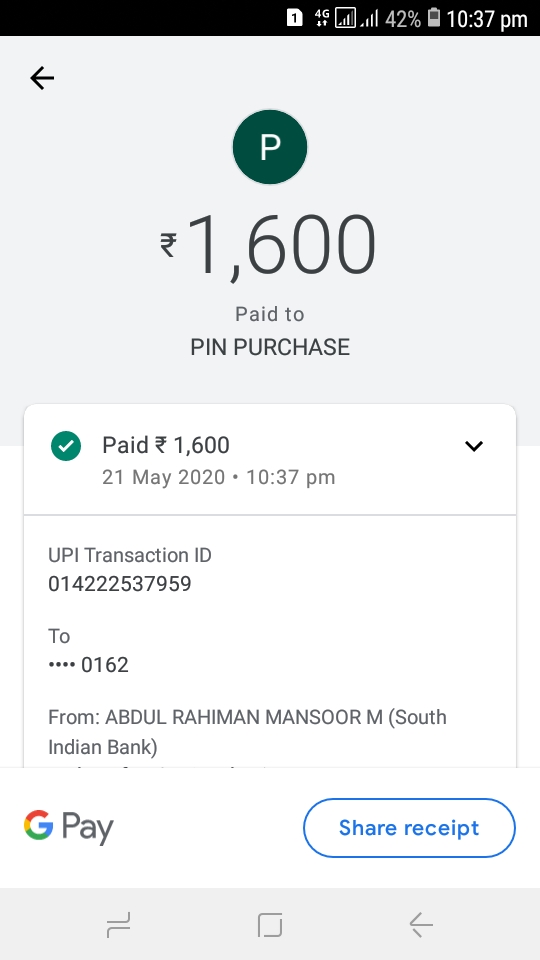 1 4G 42% 10:37 pm
P
₹1,600
Paid to
PIN PURCHASE
Paid ₹ 1,600
21 May 2020 • 10:37 pm
UPI Transaction ID
014222537959
To
•••• 0162
From: ABDUL RAHIMAN MANSOOR M (South
Indian Bank)
G Pay
Share receipt